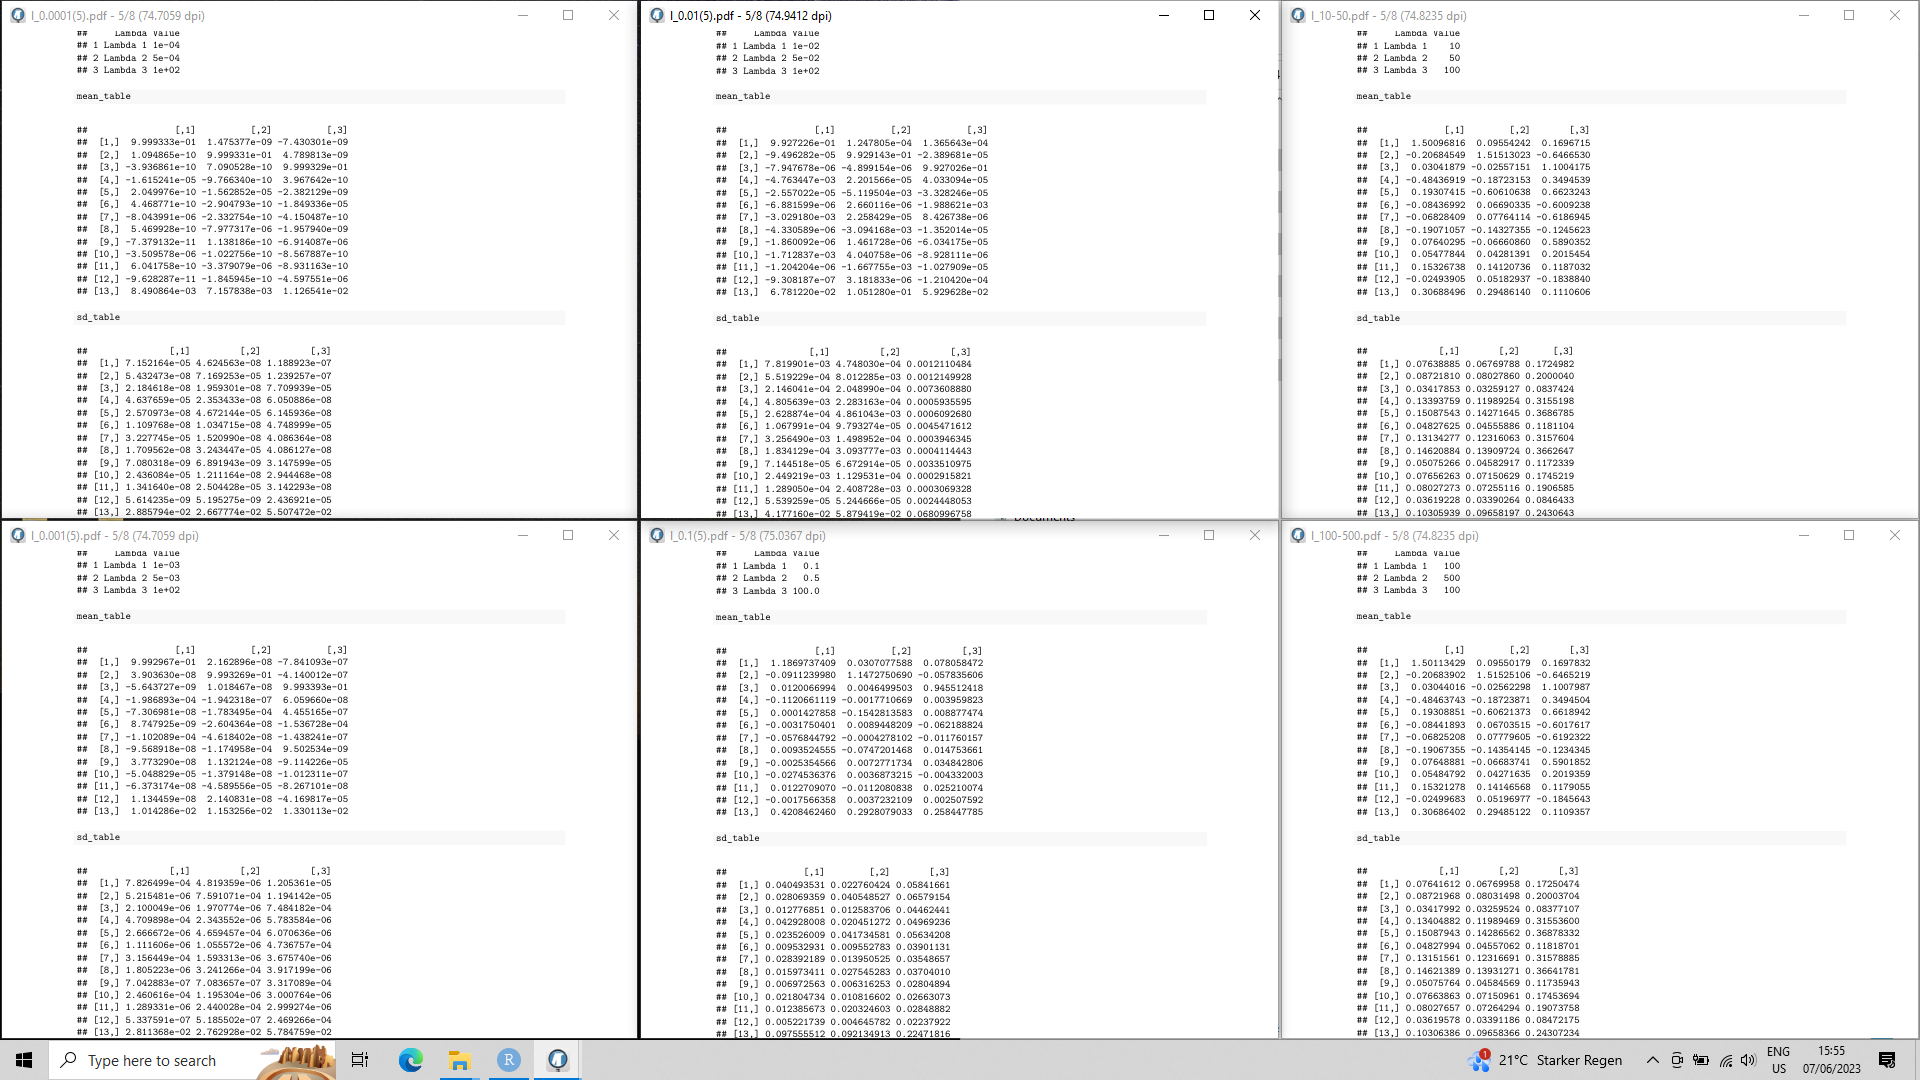 l_0.0001(5).pdf - 5/8 (74.7059 dpi)
##     Lambda Value
## 1 Lambda 1 1e-04
## 2 Lambda 2 5e-04
## 3 Lambda 3 1e+02
mean_table
##                [,1]          [,2]          [,3]
##  [1,]  9.999333e-01  1.475377e-09 -7.430301e-09
##  [2,]  1.094865e-10  9.999331e-01  4.789813e-09
##  [3,] -3.936861e-10  7.090528e-10  9.999329e-01
##  [4,] -1.615241e-05 -9.766340e-10  3.967642e-10
##  [5,]  2.049976e-10 -1.562852e-05 -2.382129e-09
##  [6,]  4.468771e-10 -2.904793e-10 -1.849336e-05
##  [7,] -8.043991e-06 -2.332754e-10 -4.150487e-10
##  [8,]  5.469928e-10 -7.977317e-06 -1.957940e-09
##  [9,] -7.379132e-11  1.138186e-10 -6.914087e-06
## [10,] -3.509578e-06 -1.022756e-10 -8.567887e-10
## [11,]  6.041758e-10 -3.379079e-06 -8.931163e-10
## [12,] -9.628287e-11 -1.845945e-10 -4.597551e-06
## [13,]  8.490864e-03  7.157838e-03  1.126541e-02
sd_table
##               [,1]         [,2]         [,3]
##  [1,] 7.152164e-05 4.624563e-08 1.188923e-07
##  [2,] 5.432473e-08 7.169253e-05 1.239257e-07
##  [3,] 2.184618e-08 1.959301e-08 7.709939e-05
##  [4,] 4.637659e-05 2.353433e-08 6.050886e-08
##  [5,] 2.570973e-08 4.672144e-05 6.145936e-08
##  [6,] 1.109768e-08 1.034715e-08 4.748999e-05
##  [7,] 3.227745e-05 1.520990e-08 4.086364e-08
##  [8,] 1.709562e-08 3.243447e-05 4.086127e-08
##  [9,] 7.080318e-09 6.891943e-09 3.147599e-05
## [10,] 2.436084e-05 1.211164e-08 2.944468e-08
## [11,] 1.341640e-08 2.504428e-05 3.142293e-08
## [12,] 5.614235e-09 5.195275e-09 2.436921e-05
## [13,] 2.885794e-02 2.667774e-02 5.507472e-02
l_0.01(5).pdf - 5/8 (74.9412 dpi)
##     Lambda Value
## 1 Lambda 1 1e-02
## 2 Lambda 2 5e-02
## 3 Lambda 3 1e+02
mean_table
##                [,1]          [,2]          [,3]
##  [1,]  9.927226e-01  1.247805e-04  1.365643e-04
##  [2,] -9.496282e-05  9.929143e-01 -2.389681e-05
##  [3,] -7.947678e-06 -4.899156e-06  9.927026e-01
##  [4,] -4.763447e-03  2.201566e-05  4.033094e-05
##  [5,] -2.557022e-05 -5.119504e-03 -3.328246e-05
##  [6,] -6.881599e-06  2.660116e-06 -1.988621e-03
##  [7,] -3.029180e-03  2.258429e-05  8.426738e-06
##  [8,] -4.330589e-06 -3.094168e-03 -1.352014e-05
##  [9,] -1.860092e-06  1.461728e-06 -6.034175e-05
## [10,] -1.712837e-03  4.040758e-06 -8.928111e-06
## [11,] -1.204204e-06 -1.667755e-03 -1.027909e-05
## [12,] -9.308187e-07  3.181833e-06 -1.210420e-04
## [13,]  6.781220e-02  1.051280e-01  5.929628e-02
sd_table
##               [,1]         [,2]         [,3]
##  [1,] 7.819901e-03 4.748030e-04 0.0012110484
##  [2,] 5.519229e-04 8.012285e-03 0.0012149928
##  [3,] 2.146041e-04 2.048990e-04 0.0073608880
##  [4,] 4.805639e-03 2.283163e-04 0.0005935595
##  [5,] 2.628874e-04 4.861043e-03 0.0006092680
##  [6,] 1.067991e-04 9.793274e-05 0.0045471612
##  [7,] 3.256490e-03 1.498952e-04 0.0003946345
##  [8,] 1.834129e-04 3.093777e-03 0.0004114443
##  [9,] 7.144518e-05 6.672914e-05 0.0033510975
## [10,] 2.449219e-03 1.129531e-04 0.0002915821
## [11,] 1.289050e-04 2.408728e-03 0.0003069328
## [12,] 5.539259e-05 5.244666e-05 0.0024448053
## [13,] 4.177160e-02 5.879419e-02 0.0680996758
l_10-50.pdf - 5/8 (74.8235 dpi)
##     Lambda Value
## 1 Lambda 1    10
## 2 Lambda 2    50
## 3 Lambda 3   100
mean_table
##              [,1]        [,2]       [,3]
##  [1,]  1.50096816  0.09554242  0.1696715
##  [2,] -0.20684549  1.51513023 -0.6466530
##  [3,]  0.03041879 -0.02557151  1.1004175
##  [4,] -0.48436919 -0.18723153  0.3494539
##  [5,]  0.19307415 -0.60610638  0.6623243
##  [6,] -0.08436992  0.06690335 -0.6009238
##  [7,] -0.06828409  0.07764114 -0.6186945
##  [8,] -0.19071057 -0.14327355 -0.1245623
##  [9,]  0.07640295 -0.06660860  0.5890352
## [10,]  0.05477844  0.04281391  0.2015454
## [11,]  0.15326738  0.14120736  0.1187032
## [12,] -0.02493905  0.05182937 -0.1838840
## [13,]  0.30688496  0.29486140  0.1110606
sd_table
##             [,1]       [,2]      [,3]
##  [1,] 0.07638885 0.06769788 0.1724982
##  [2,] 0.08721810 0.08027860 0.2000040
##  [3,] 0.03417853 0.03259127 0.0837424
##  [4,] 0.13393759 0.11989254 0.3155198
##  [5,] 0.15087543 0.14271645 0.3686785
##  [6,] 0.04827625 0.04555886 0.1181104
##  [7,] 0.13134277 0.12316063 0.3157604
##  [8,] 0.14620884 0.13909724 0.3662647
##  [9,] 0.05075266 0.04582917 0.1172339
## [10,] 0.07656263 0.07150629 0.1745219
## [11,] 0.08027273 0.07255116 0.1906585
## [12,] 0.03619228 0.03390264 0.0846433
## [13,] 0.10305939 0.09658197 0.2430643
Documents
l_0.001(5).pdf - 5/8 (74.7059 dpi)
##     Lambda Value
## 1 Lambda 1 1e-03
## 2 Lambda 2 5e-03
## 3 Lambda 3 1e+02
mean_table
##                [,1]          [,2]          [,3]
##  [1,]  9.992967e-01  2.162896e-08 -7.841093e-07
##  [2,]  3.903630e-08  9.993269e-01 -4.140012e-07
##  [3,] -5.643727e-09  1.018467e-08  9.993393e-01
##  [4,] -1.986893e-04 -1.942318e-07  6.059660e-08
##  [5,] -7.306981e-08 -1.783495e-04  4.455165e-07
##  [6,]  8.747925e-09 -2.604364e-08 -1.536728e-04
##  [7,] -1.102089e-04 -4.618402e-08 -1.438241e-07
##  [8,] -9.568918e-08 -1.174958e-04  9.502534e-09
##  [9,]  3.773290e-08  1.132124e-08 -9.114226e-05
## [10,] -5.048829e-05 -1.379148e-08 -1.012311e-07
## [11,] -6.373174e-08 -4.589556e-05 -8.267101e-08
## [12,]  1.134459e-08  2.140831e-08 -4.169817e-05
## [13,]  1.014286e-02  1.153256e-02  1.330113e-02
sd_table
##               [,1]         [,2]         [,3]
##  [1,] 7.826499e-04 4.819359e-06 1.205361e-05
##  [2,] 5.215481e-06 7.591071e-04 1.194142e-05
##  [3,] 2.100049e-06 1.970774e-06 7.484182e-04
##  [4,] 4.709898e-04 2.343552e-06 5.783584e-06
##  [5,] 2.666672e-06 4.659457e-04 6.070636e-06
##  [6,] 1.111606e-06 1.055572e-06 4.736757e-04
##  [7,] 3.156449e-04 1.593313e-06 3.675740e-06
##  [8,] 1.805223e-06 3.241266e-04 3.917199e-06
##  [9,] 7.042883e-07 7.083657e-07 3.317089e-04
## [10,] 2.460616e-04 1.195304e-06 3.000764e-06
## [11,] 1.289331e-06 2.440028e-04 2.999274e-06
## [12,] 5.337591e-07 5.185502e-07 2.469266e-04
## [13,] 2.811368e-02 2.762928e-02 5.784759e-02
l_0.1(5).pdf - 5/8 (75.0367 dpi)
##     Lambda Value
## 1 Lambda 1   0.1
## 2 Lambda 2   0.5
## 3 Lambda 3 100.0
mean_table
##                [,1]          [,2]         [,3]
##  [1,]  1.1869737409  0.0307077588  0.078058472
##  [2,] -0.0911239980  1.1472750690 -0.057835606
##  [3,]  0.0120066994  0.0046499503  0.945512418
##  [4,] -0.1120661119 -0.0017710669  0.003959823
##  [5,]  0.0001427858 -0.1542813583  0.008877474
##  [6,] -0.0031750401  0.0089448209 -0.062188824
##  [7,] -0.0576844792 -0.0004278102 -0.011760157
##  [8,]  0.0093524555 -0.0747201468  0.014753661
##  [9,] -0.0025354566  0.0072771734  0.034842806
## [10,] -0.0274536376  0.0036873215 -0.004332003
## [11,]  0.0122709070 -0.0112080838  0.025210074
## [12,] -0.0017566358  0.0037232109  0.002507592
## [13,]  0.4208462460  0.2928079033  0.258447785
sd_table
##              [,1]        [,2]       [,3]
##  [1,] 0.040493531 0.022760424 0.05841661
##  [2,] 0.028069359 0.040548527 0.06579154
##  [3,] 0.012776851 0.012583706 0.04462441
##  [4,] 0.042928008 0.020451272 0.04969236
##  [5,] 0.023526009 0.041734581 0.05634208
##  [6,] 0.009532931 0.009552783 0.03901131
##  [7,] 0.028392189 0.013950525 0.03548657
##  [8,] 0.015973411 0.027545283 0.03704010
##  [9,] 0.006972563 0.006316253 0.02804894
## [10,] 0.021804734 0.010816602 0.02663073
## [11,] 0.012385673 0.020324603 0.02848882
## [12,] 0.005221739 0.004645782 0.02237922
## [13,] 0.097555512 0.092134913 0.22471816
l_100-500.pdf - 5/8 (74.8235 dpi)
##     Lambda Value
## 1 Lambda 1   100
## 2 Lambda 2   500
## 3 Lambda 3   100
mean_table
##              [,1]        [,2]       [,3]
##  [1,]  1.50113429  0.09550179  0.1697832
##  [2,] -0.20683902  1.51525106 -0.6465219
##  [3,]  0.03044016 -0.02562298  1.1007987
##  [4,] -0.48463743 -0.18723871  0.3494504
##  [5,]  0.19308851 -0.60621373  0.6618942
##  [6,] -0.08441893  0.06703515 -0.6017617
##  [7,] -0.06825208  0.07779605 -0.6192322
##  [8,] -0.19067355 -0.14354145 -0.1234345
##  [9,]  0.07648881 -0.06683741  0.5901852
## [10,]  0.05484792  0.04271635  0.2019359
## [11,]  0.15321278  0.14146568  0.1179055
## [12,] -0.02499683  0.05196977 -0.1845643
## [13,]  0.30686402  0.29485122  0.1109357
sd_table
##             [,1]       [,2]       [,3]
##  [1,] 0.07641612 0.06769958 0.17250474
##  [2,] 0.08721968 0.08031498 0.20003704
##  [3,] 0.03417992 0.03259524 0.08377107
##  [4,] 0.13404882 0.11989469 0.31553600
##  [5,] 0.15087943 0.14286562 0.36878332
##  [6,] 0.04827994 0.04557062 0.11818701
##  [7,] 0.13151561 0.12316691 0.31578885
##  [8,] 0.14621389 0.13931271 0.36641781
##  [9,] 0.05075764 0.04584569 0.11735943
## [10,] 0.07663863 0.07150961 0.17453694
## [11,] 0.08027657 0.07264294 0.19073758
## [12,] 0.03619578 0.03391186 0.08472175
## [13,] 0.10306386 0.09658366 0.24307234
Type here to search
R
1
21°C Starker Regen
ENG
US
15:55
07/06/2023